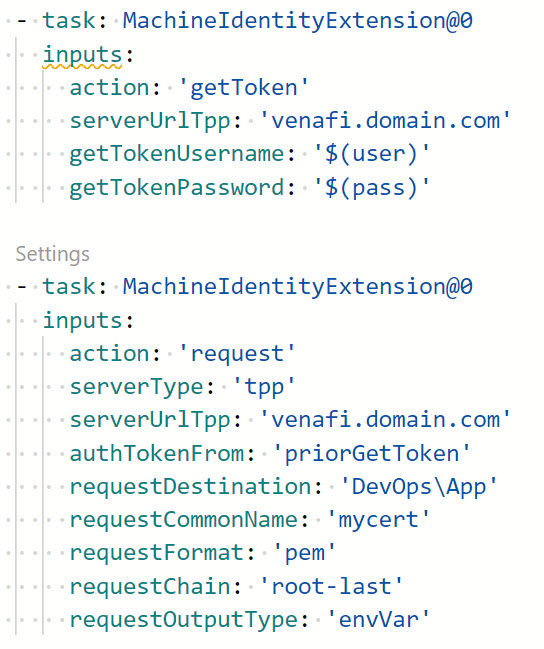 - task: MachineIdentityExtension@0
inputs:
action: 'getToken'
serverUrlTpp: 'venafi.domain.com'
getTokenUsername: '$(user)'
getTokenPassword: '$(pass)'
Settings
- task: MachineIdentityExtension@0
inputs:
action: 'request'
serverType: 'tpp'
serverUrlTpp: 'venafi.domain.com'
authTokenFrom: 'priorGetToken'
requestDestination: 'DevOps\App'
requestCommonName: 'mycert'
requestFormat: 'pem'
requestChain: 'root-last'
requestOutputType: 'envVar'